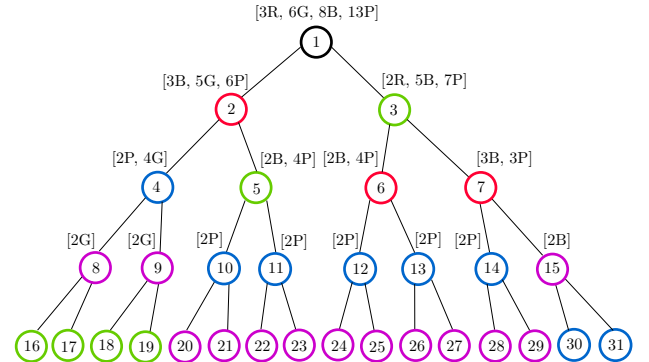 [3R, 6G, 8B, 13P]
1
[3B, 5G, 6P]
[2R, 5B, 7P]
2
3
[2P, 4G]
[2B, 4P]
[2B, 4P]
[3B, 3P]
4
5
6
7
[2G]
[2G]
[2P]
[2P]
[2P]
[2P]
[2P]
[2B]
8
9
10
11
12
13
14
15
16
17
18
19
20
21
22
23
24
25
26
27
28
29
30
31